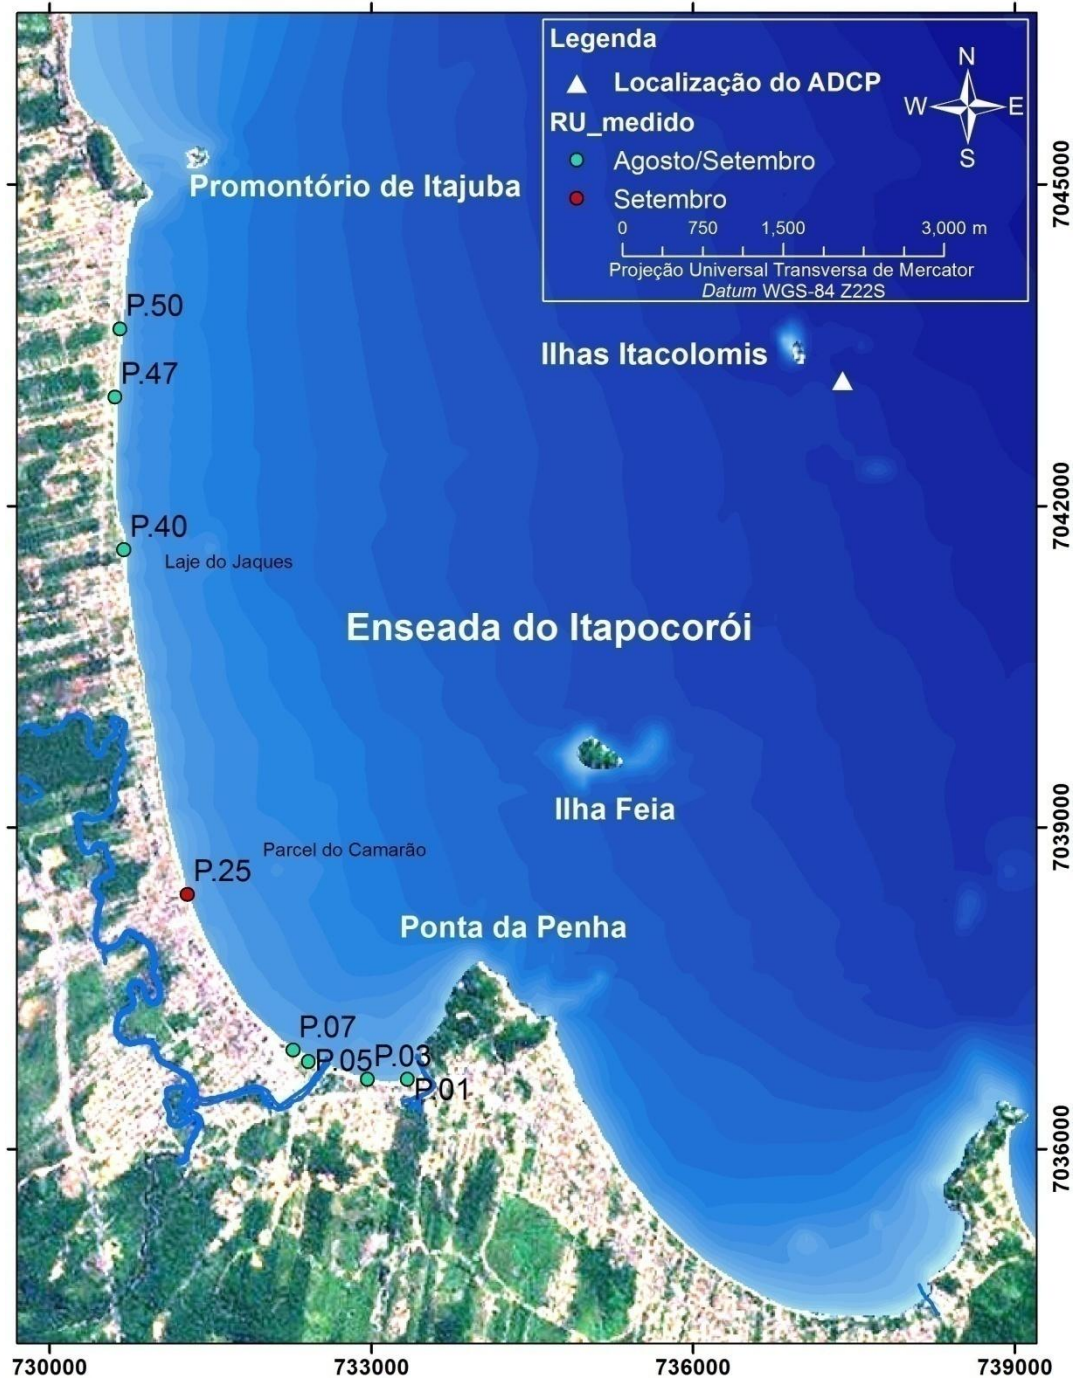 Legenda
Localização do ADCP
RU_medido
Agosto/Setembro
Setembro
0 750 1,500 3,000 m
Projeção Universal Transversa de Mercator
Datum WGS-84 Z22S
N
W E
S
Promontório de Itajuba
7045000
P.50
Ilhas Itacolomis
P.47
7042000
P.40
Laje do Jaques
Enseada do Itapocorói
Ilha Feia
7039000
Parcel do Camarão
P.25
Ponta da Penha
P.07
P.05
P.03
P.01
7036000
730000 733000 736000 739000